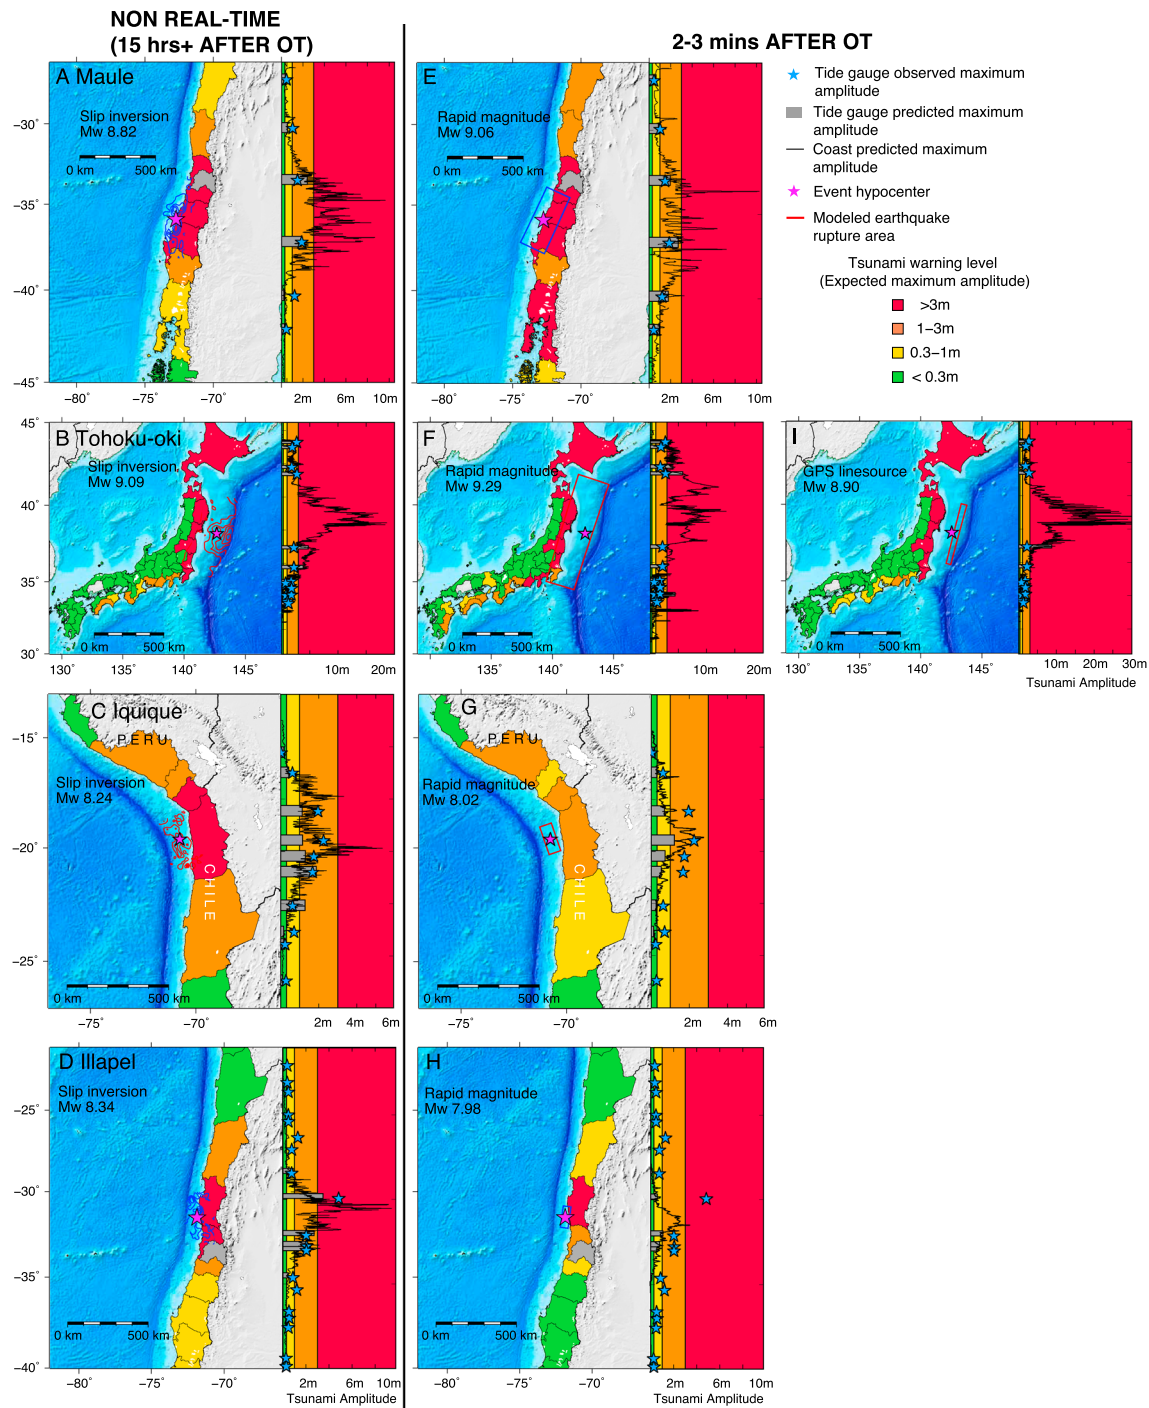 NON REAL-TIME
(15 hrs+ AFTER OT)
2-3 mins AFTER OT
A Maule
Slip inversion
Mw 8.82
0 km 500 km
−30°
−35°
−40°
−45°
−80° −75° −70° 2m 6m 10m
E
Rapid magnitude
Mw 9.06
0 km 500 km
−80° −75° −70° 2m 6m 10m
Tide gauge observed maximum
amplitude
Tide gauge predicted maximum
amplitude
Coast predicted maximum
amplitude
Event hypocenter
Modeled earthquake
rupture area
Tsunami warning level
(Expected maximum amplitude)
>3m
1−3m
0.3−1m
< 0.3m
B Tohoku-oki
Slip inversion
Mw 9.09
0 km 500 km
45°
40°
35°
30°
130° 135° 140° 145° 10m 20m
F
Rapid magnitude
Mw 9.29
0 km 500 km
135° 140° 145° 10m 20m
I
GPS linesource
Mw 8.90
0 km 500 km
130° 135° 140° 145° 10m 20m 30m
Tsunami Amplitude
C Iquique
PERU
Slip inversion
Mw 8.24
CHILE
0 km 500 km
−15°
−20°
−25°
−75° −70° 2m 4m 6m
G
PERU
Rapid magnitude
Mw 8.02
CHILE
0 km 500 km
−75° −70° 2m 4m 6m
D Illapel
Slip inversion
Mw 8.34
0 km 500 km
−25°
−30°
−35°
−40°
−80° −75° −70° 2m 6m 10m
Tsunami Amplitude
H
Rapid magnitude
Mw 7.98
0 km 500 km
−80° −75° −70° 2m 6m 10m
Tsunami Amplitude